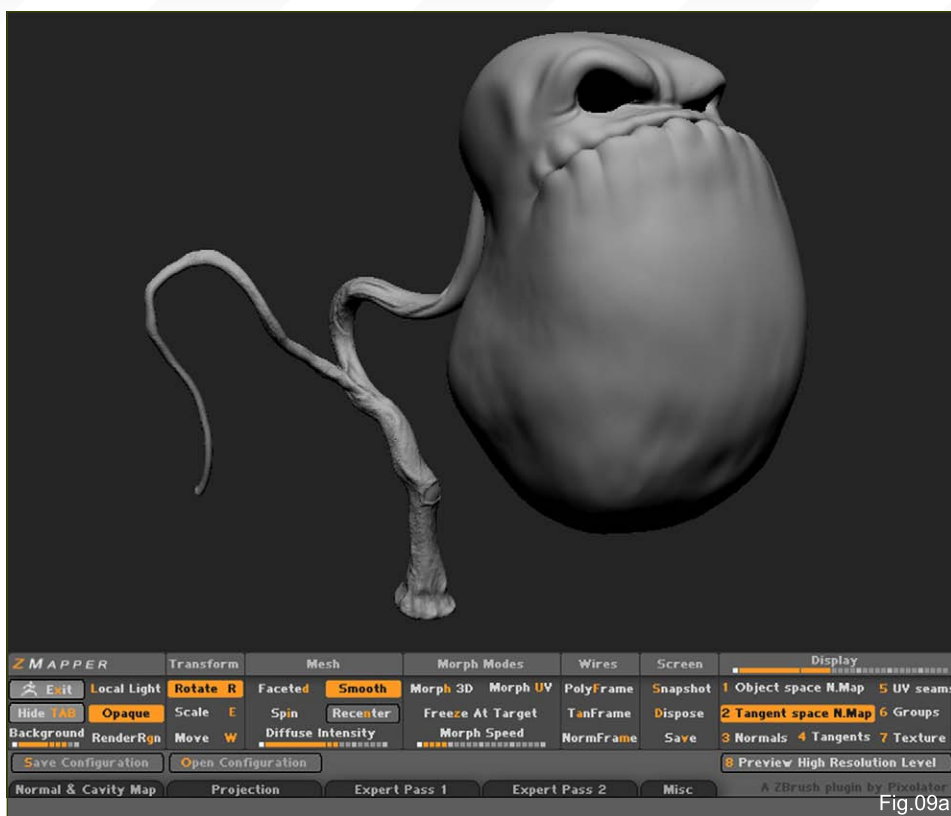 Z MAPPER Transform Mesh Morph Modes Wires Screen Display
Exit Local Light Rotate R Faceted Smooth Morph 3D Morph UV PolyFrame Snapshot 1 Object space N.Map 5 UV seam
Hide TAB Opaque Scale E Spin Recenter Freeze At Target TanFrame Dispose 2 Tangent space N.Map 6 Groups
Background RenderRgn Move W Diffuse Intensity Morph Speed NormFrame Save 3 Normals 4 Tangents 7 Texture
Save Configuration Open Configuration 8 Preview High Resolution Level
Normal & Cavity Map Projection Expert Pass 1 Expert Pass 2 Misc A ZBrush plugin by Pixolator
Fig.09a